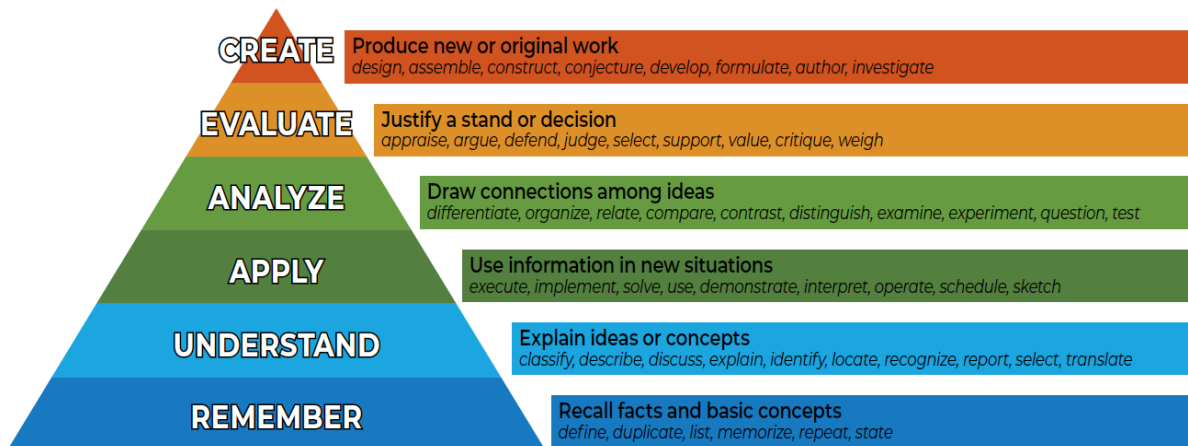 CREATE
Produce new or original work
design, assemble, construct, conjecture, develop, formulate, author, investigate
EVALUATE
Justify a stand or decision
appraise, argue, defend, judge, select, support, value, critique, weigh
ANALYZE
Draw connections among ideas
differentiate, organize, relate, compare, contrast, distinguish, examine, experiment, question, test
APPLY
Use information in new situations
execute, implement, solve, use, demonstrate, interpret, operate, schedule, sketch
UNDERSTAND
Explain ideas or concepts
classify, describe, discuss, explain, identify, locate, recognize, report, select, translate
REMEMBER
Recall facts and basic concepts
define, duplicate, list, memorize, repeat, state